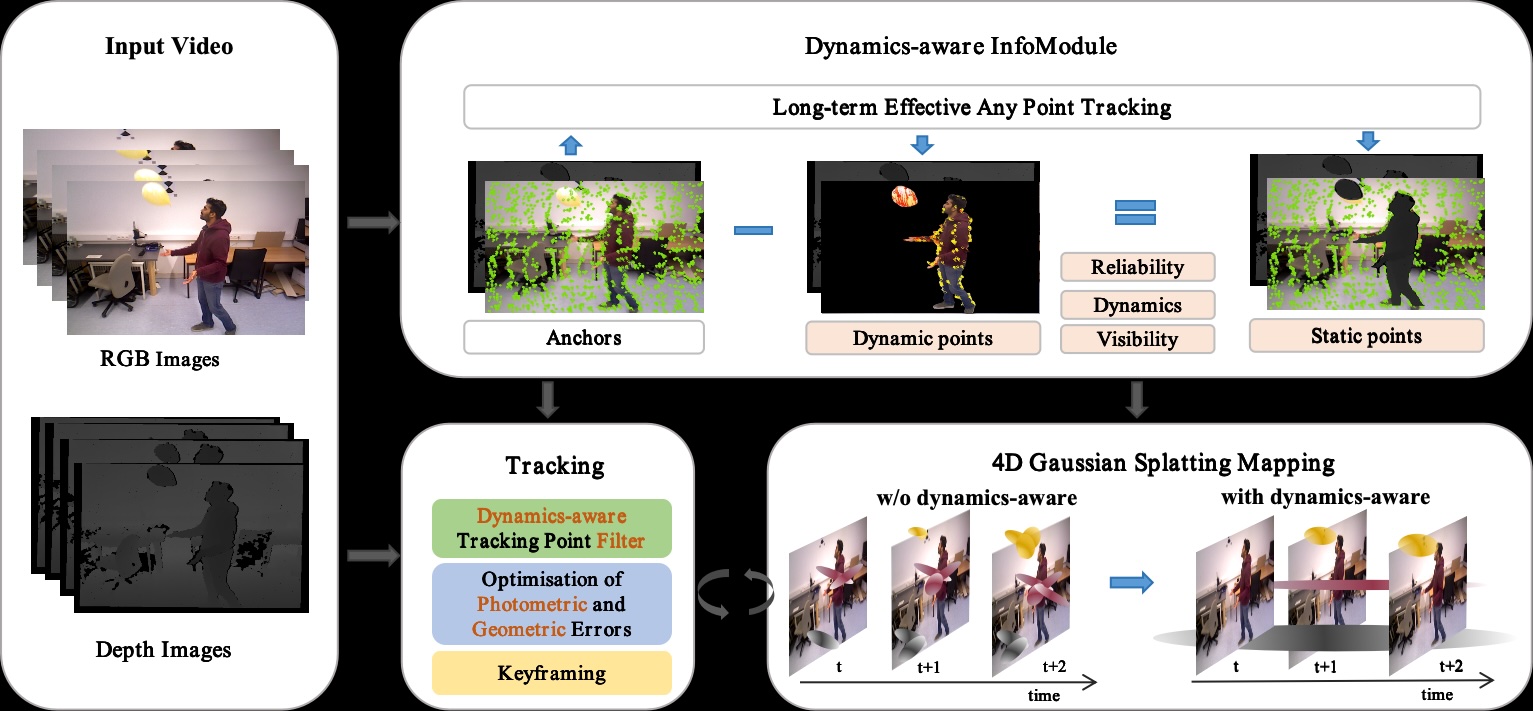 Input Video
RGB Images
Depth Images
Dynamics-aware InfoModule
Long-term Effective Any Point Tracking
Anchors
Dynamic points
Reliability
Dynamics
Visibility
Static points
Tracking
Dynamics-aware
Tracking Point Filter
Optimisation of
Photometric and
Geometric Errors
Keyframing
4D Gaussian Splatting Mapping
w/o dynamics-aware
t
t+1
t+2
time
with dynamics-aware
t
t+1
t+2
time